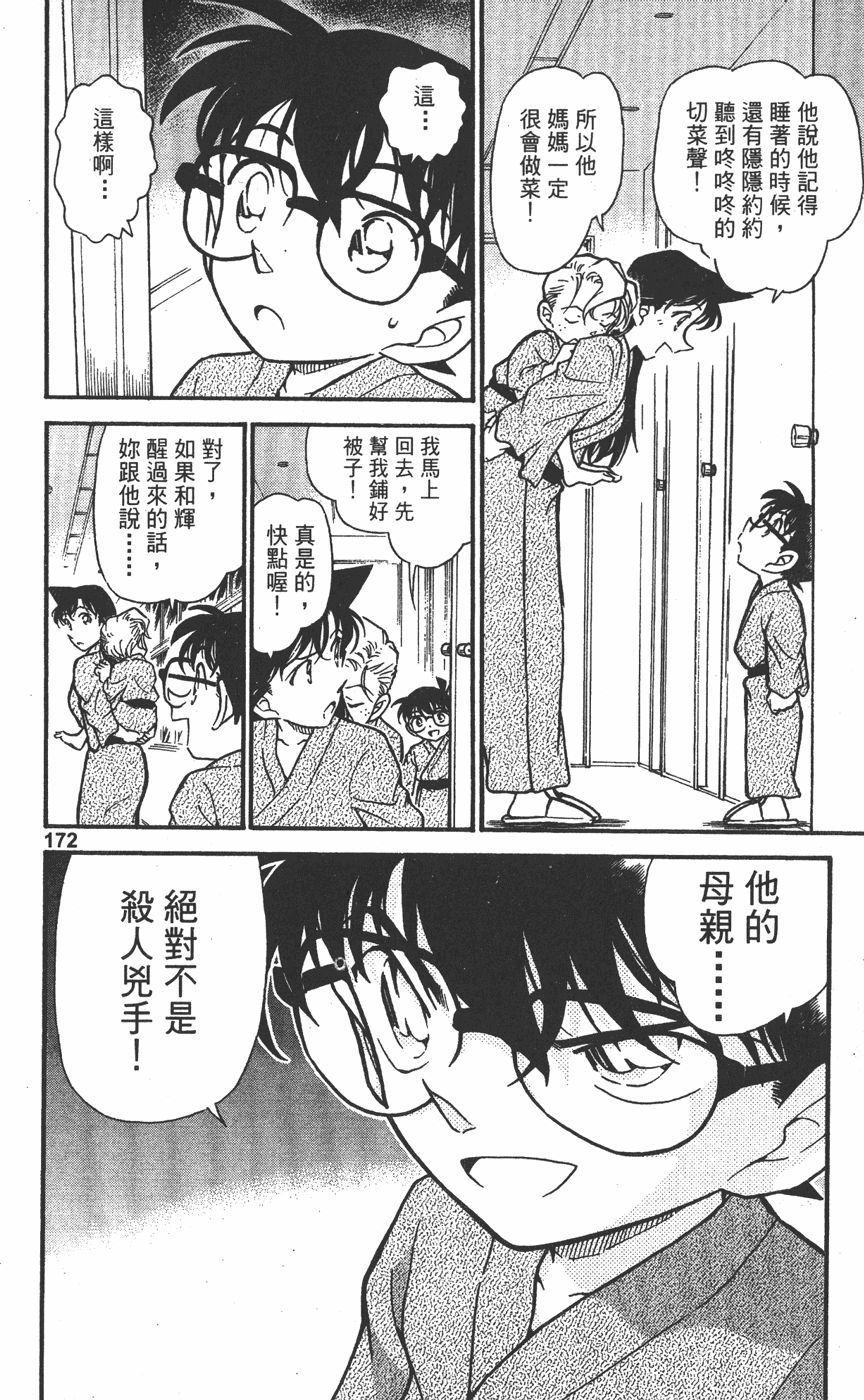 他說他記得
睡著的時候，
還有隱隱約約
聽到咚咚咚的
切菜聲！
所以他
媽媽一定
很會做菜！
這…
這樣啊…
我馬上
回去，先
幫我鋪好
被子！
真是的，
快點喔！
對了，
如果和輝
醒過來的話，
妳跟他說……
172
他的
母親……
絕對不是
殺人兇手！